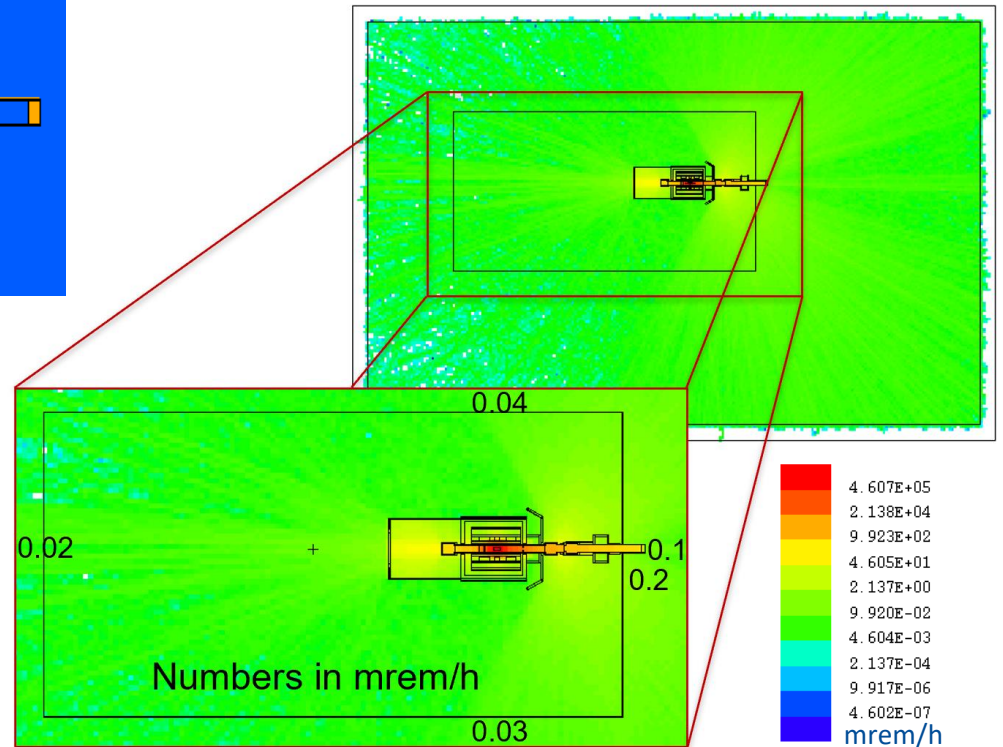 0.04
0.02
0.1
0.2
Numbers in mrem/h
0.03
4.607E+05
2.138E+04
9.923E+02
4.605E+01
2.137E+00
9.920E-02
4.604E-03
2.137E-04
9.917E-06
4.602E-07
mrem/h